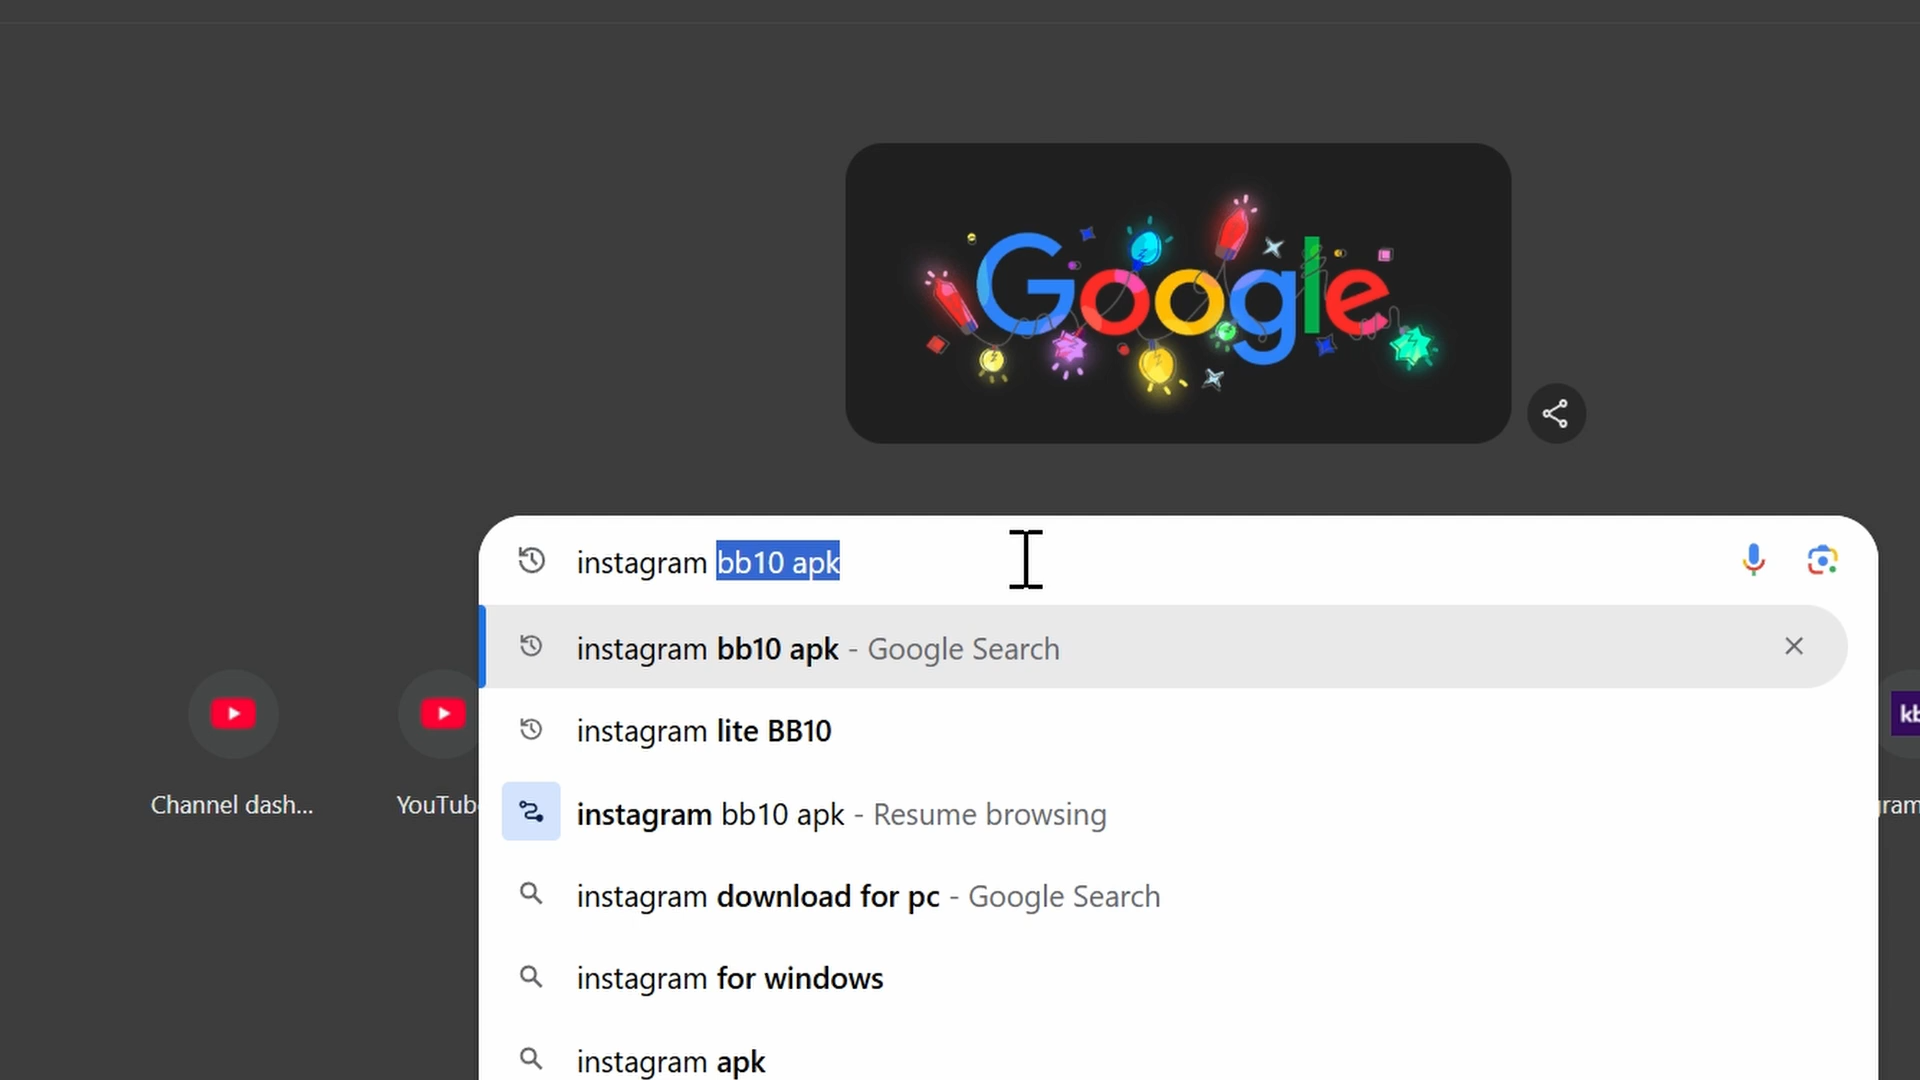 Google
instagram bb10 apk
instagram bb10 apk - Google Search
instagram lite BB10
instagram bb10 apk - Resume browsing
instagram download for pc - Google Search
instagram for windows
instagram apk
Channel dash...
YouTub
kb
gram